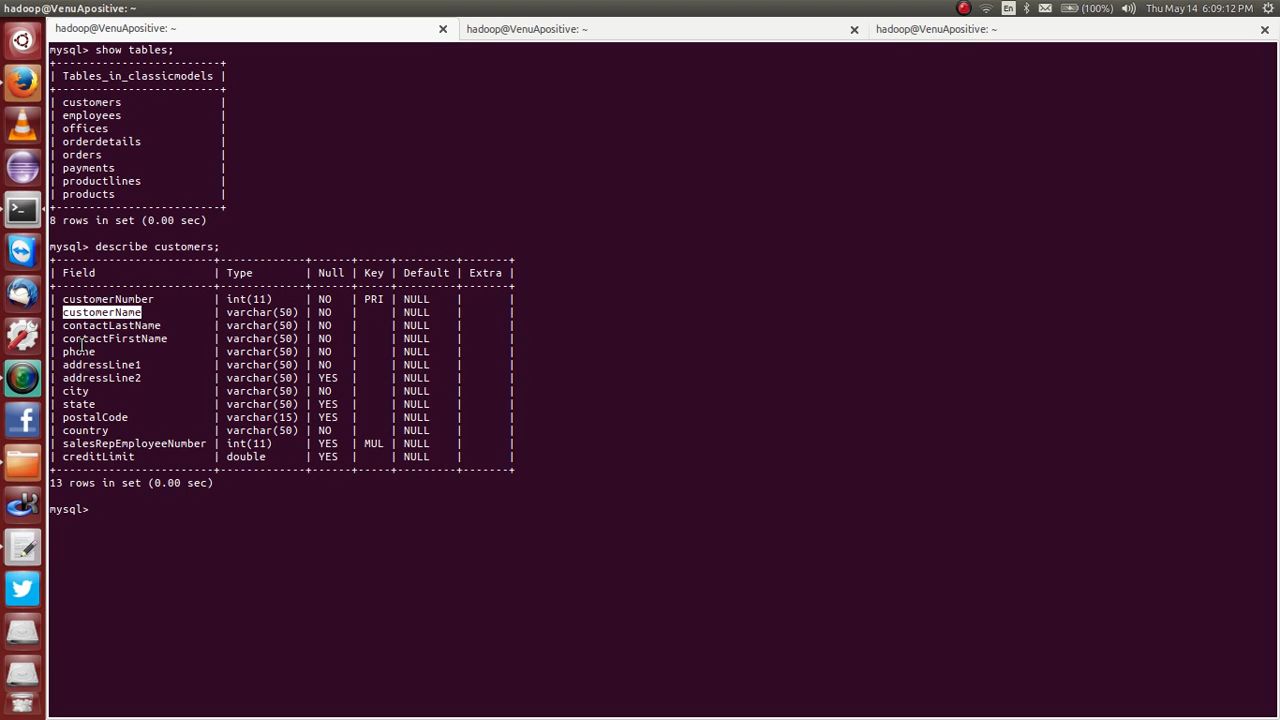 hadoop@VenuApositive: ~
En (100%) Thu May 14 6:09:12 PM
hadoop@VenuApositive: ~ hadoop@VenuApositive: ~ hadoop@VenuApositive: ~
mysql> show tables;
+-------------------------+
| Tables_in_classicmodels |
+-------------------------+
| customers               |
| employees               |
| offices                 |
| orderdetails            |
| orders                  |
| payments                |
| productlines            |
| products                |
+-------------------------+
8 rows in set (0.00 sec)
mysql> describe customers;
+------------------------+-------------+------+-----+---------+-------+
| Field                  | Type        | Null | Key | Default | Extra |
+------------------------+-------------+------+-----+---------+-------+
| customerNumber         | int(11)     | NO   | PRI | NULL    |       |
| customerName           | varchar(50) | NO   |     | NULL    |       |
| contactLastName        | varchar(50) | NO   |     | NULL    |       |
| contactFirstName       | varchar(50) | NO   |     | NULL    |       |
| phone                  | varchar(50) | NO   |     | NULL    |       |
| addressLine1           | varchar(50) | NO   |     | NULL    |       |
| addressLine2           | varchar(50) | YES  |     | NULL    |       |
| city                   | varchar(50) | NO   |     | NULL    |       |
| state                  | varchar(50) | YES  |     | NULL    |       |
| postalCode             | varchar(15) | YES  |     | NULL    |       |
| country                | varchar(50) | NO   |     | NULL    |       |
| salesRepEmployeeNumber | int(11)     | YES  | MUL | NULL    |       |
| creditLimit            | double      | YES  |     | NULL    |       |
+------------------------+-------------+------+-----+---------+-------+
13 rows in set (0.00 sec)
mysql>